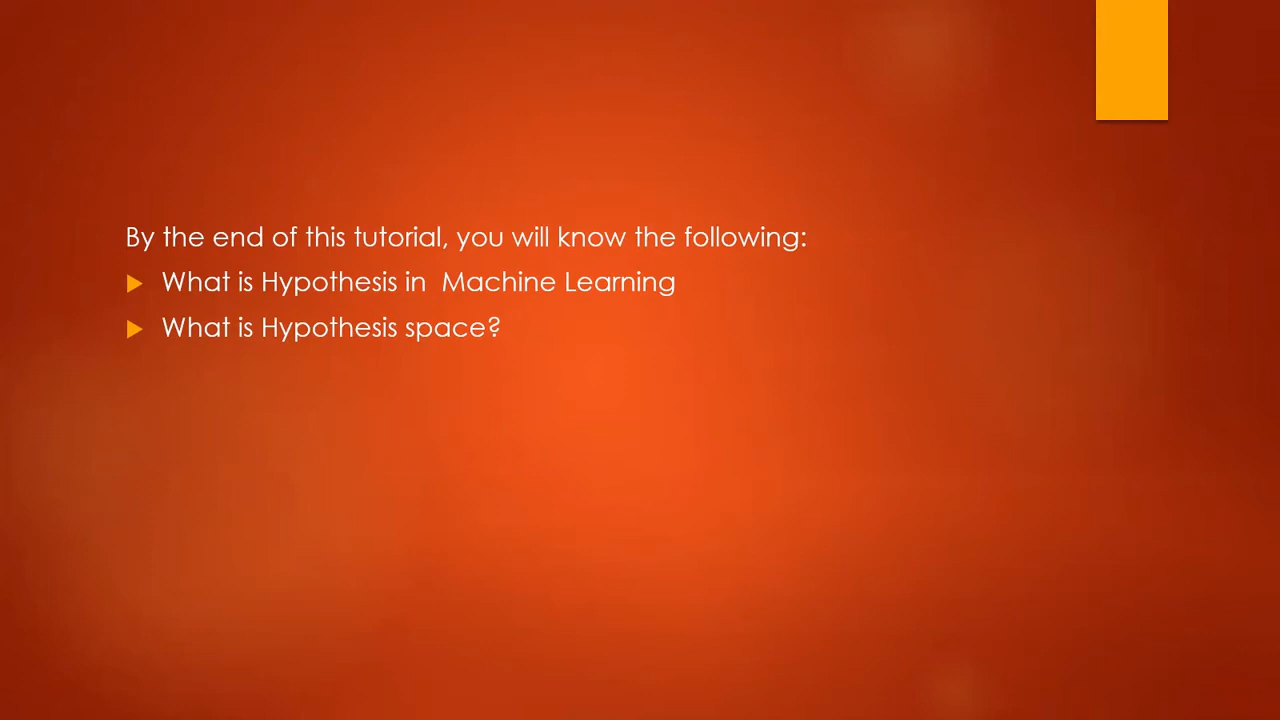 By the end of this tutorial, you will know the following:
What is Hypothesis in  Machine Learning
What is Hypothesis space?